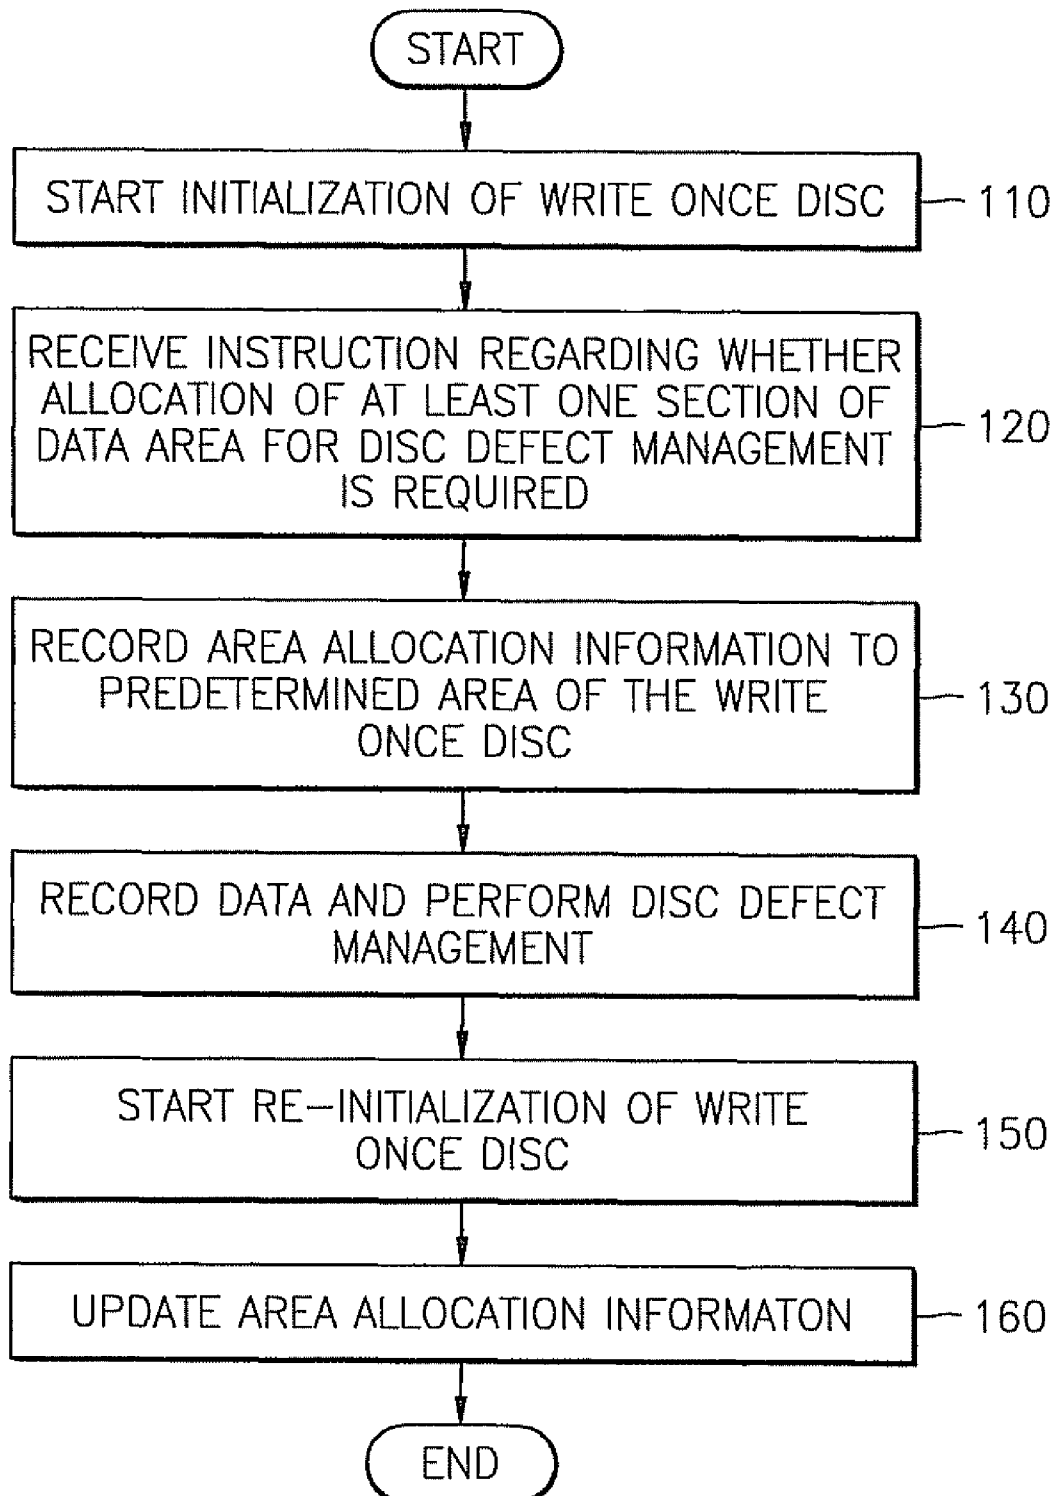 START
START INITIALIZATION OF WRITE ONCE DISC
110
RECEIVE INSTRUCTION REGARDING WHETHER
ALLOCATION OF AT LEAST ONE SECTION OF
DATA AREA FOR DISC DEFECT MANAGEMENT
IS REQUIRED
120
RECORD AREA ALLOCATION INFORMATION TO
PREDETERMINED AREA OF THE WRITE
ONCE DISC
130
RECORD DATA AND PERFORM DISC DEFECT
MANAGEMENT
140
START RE-INITIALIZATION OF WRITE
ONCE DISC
150
UPDATE AREA ALLOCATION INFORMATON
160
END